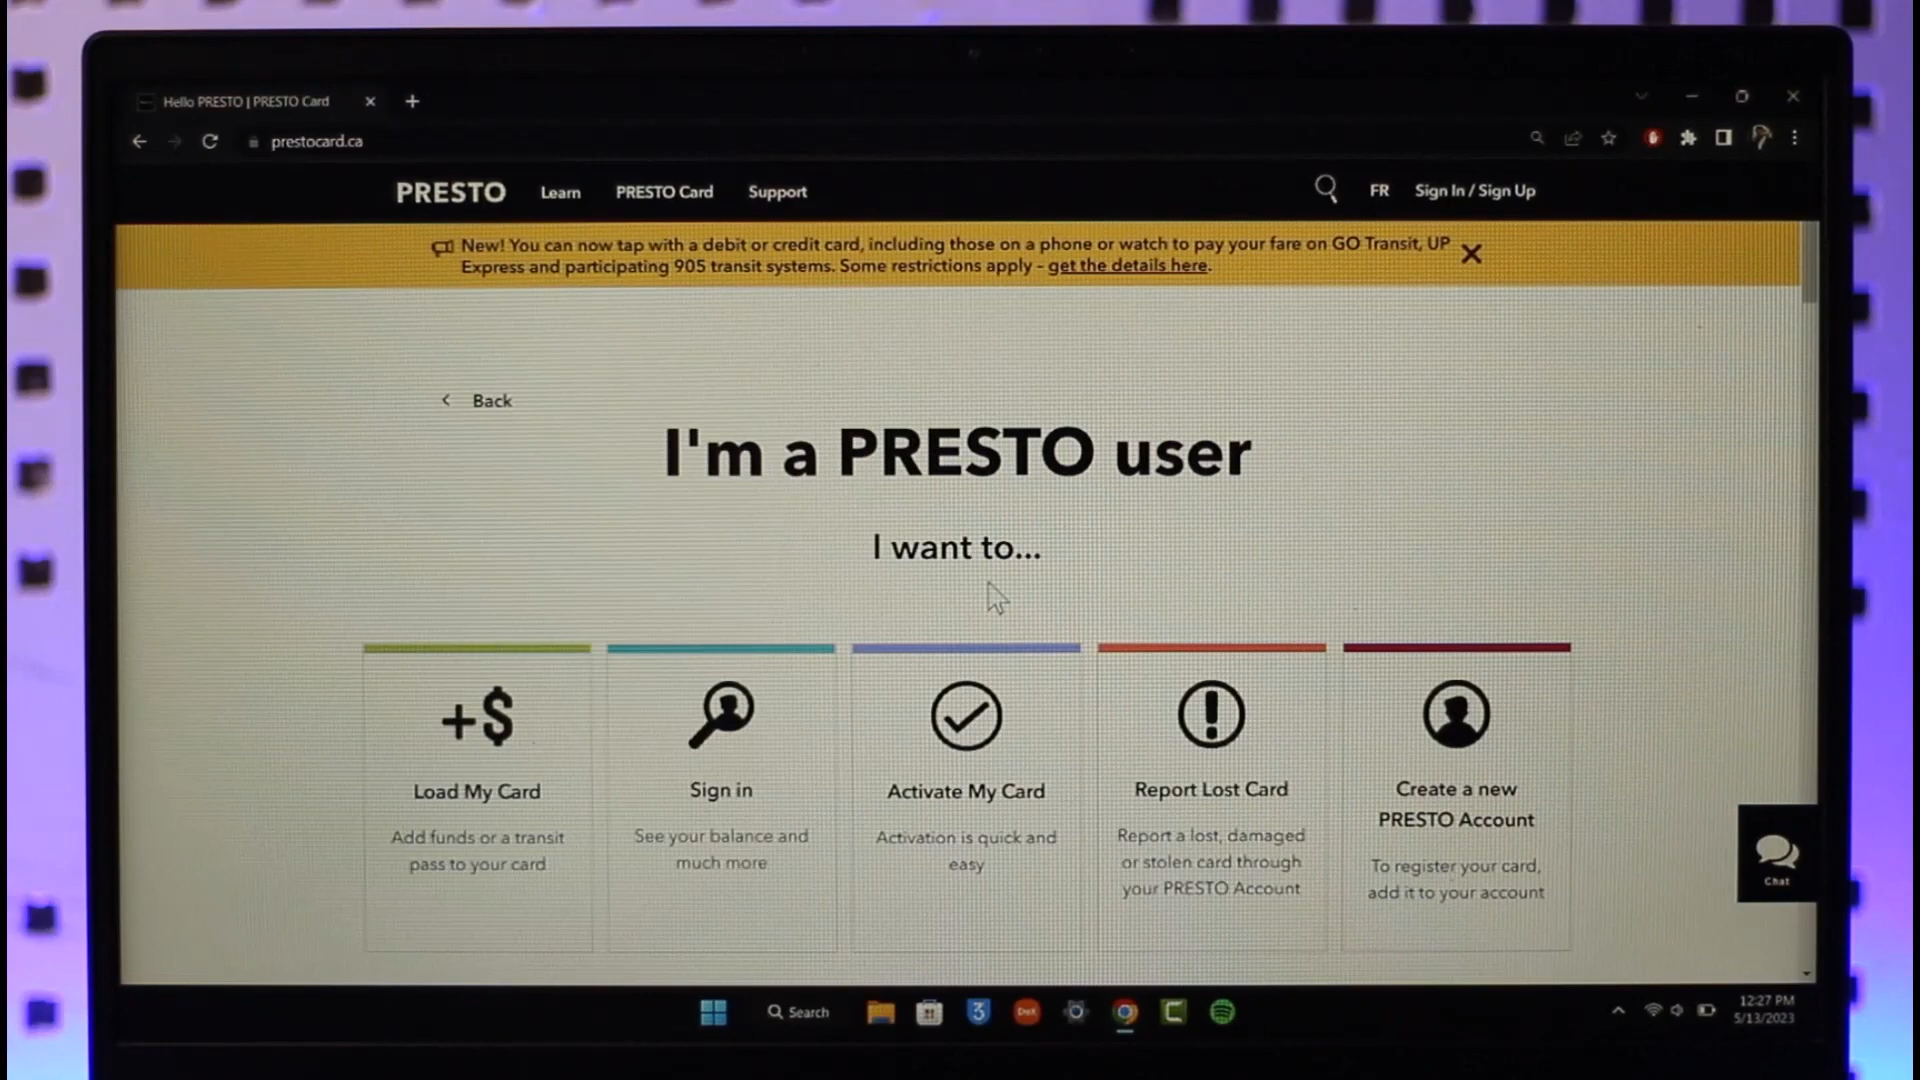 Hello PRESTO | PRESTO Card
prestocard.ca
PRESTO Learn PRESTO Card Support FR Sign In / Sign Up
New! You can now tap with a debit or credit card, including those on a phone or watch to pay your fare on GO Transit, UP
Express and participating 905 transit systems. Some restrictions apply - get the details here.
Back
I'm a PRESTO user
I want to...
+$
Load My Card
Add funds or a transit
pass to your card
Sign in
See your balance and
much more
Activate My Card
Activation is quick and
easy
Report Lost Card
Report a lost, damaged
or stolen card through
your PRESTO Account
Create a new
PRESTO Account
To register your card,
add it to your account
Chat
Search
12:27 PM
5/13/2023